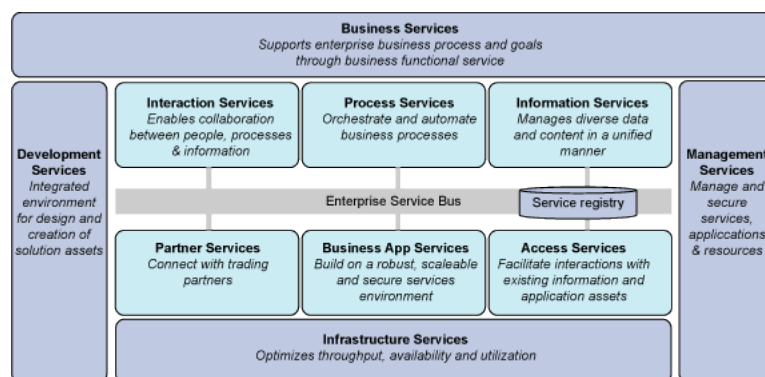 Business Services
Supports enterprise business process and goals
through business functional service
Development
Services
Integrated
environment
for design and
creation of
solution assets
Interaction Services
Enables collaboration
between people, processes
& information
Process Services
Orchestrate and automate
business processes
Information Services
Manages diverse data
and content in a unified
manner
Management
Services
Manage and
secure
services,
appliccations
& resources
Enterprise Service Bus
Service registry
Partner Services
Connect with trading
partners
Business App Services
Build on a robust, scaleable
and secure services
environment
Access Services
Facilitate interactions with
existing information and
application assets
Infrastructure Services
Optimizes throughput, availability and utilization